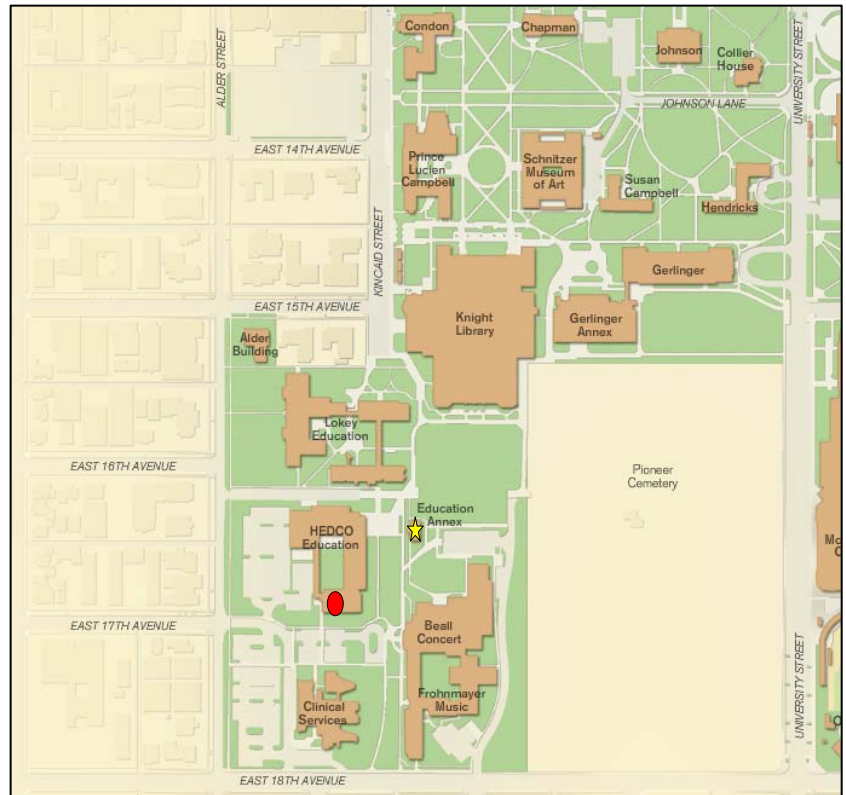 Condon
Chapman
Johnson
Collier
House
ALDER STREET
UNIVERSITY STREET
JOHNSON LANE
EAST 14TH AVENUE
Prince
Lucien
Campbell
Schnitzer
Museum
of Art
Susan
Campbell
Hendricks
KINCAID STREET
Gerlinger
EAST 15TH AVENUE
Knight
Library
Gerlinger
Annex
Alder
Building
Lokey
Education
EAST 16TH AVENUE
Pioneer
Cemetery
Education
Annex
HEDCO
Education
EAST 17TH AVENUE
Beall
Concert
UNIVERSITY STREET
Clinical
Services
Frohnmayer
Music
EAST 18TH AVENUE